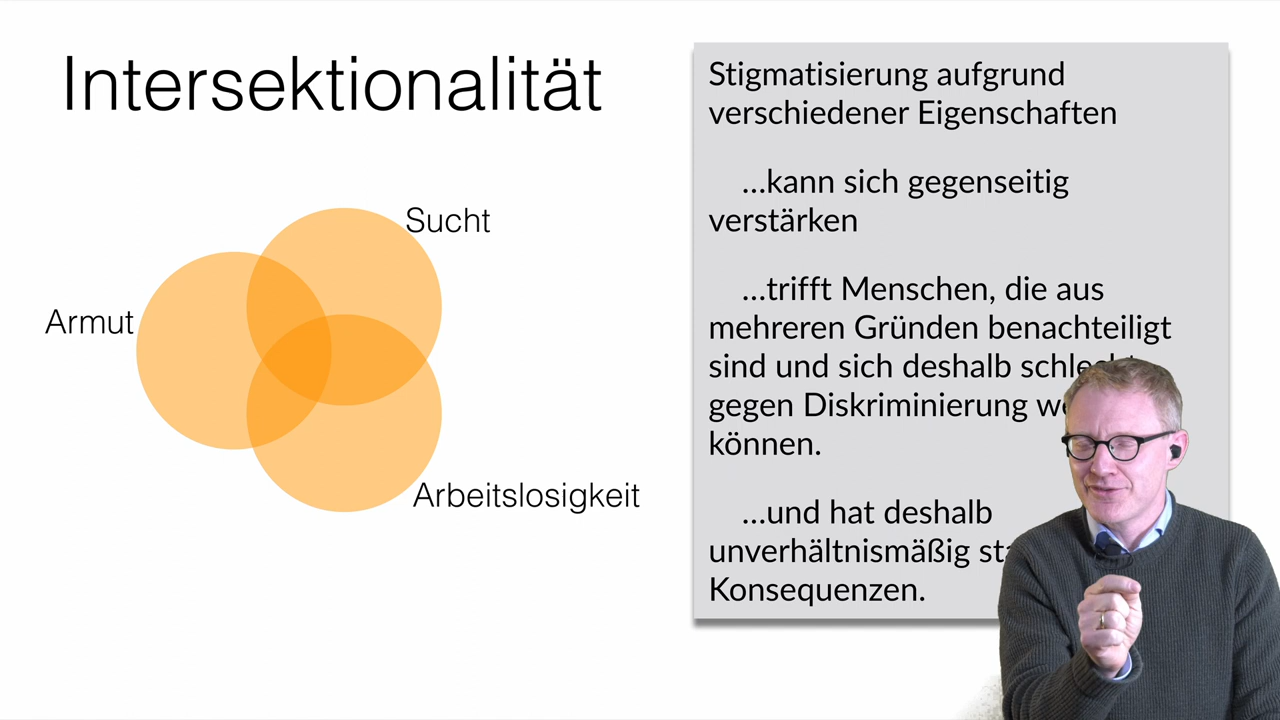 Intersektionalität
Sucht
Armut
Arbeitslosigkeit
Stigmatisierung aufgrund
verschiedener Eigenschaften
...kann sich gegenseitig
verstärken
...trifft Menschen, die aus
mehreren Gründen benachteiligt
sind und sich deshalb
gegen Diskriminierung
können.
...und hat deshalb
unverhältnismäßig
Konsequenzen.